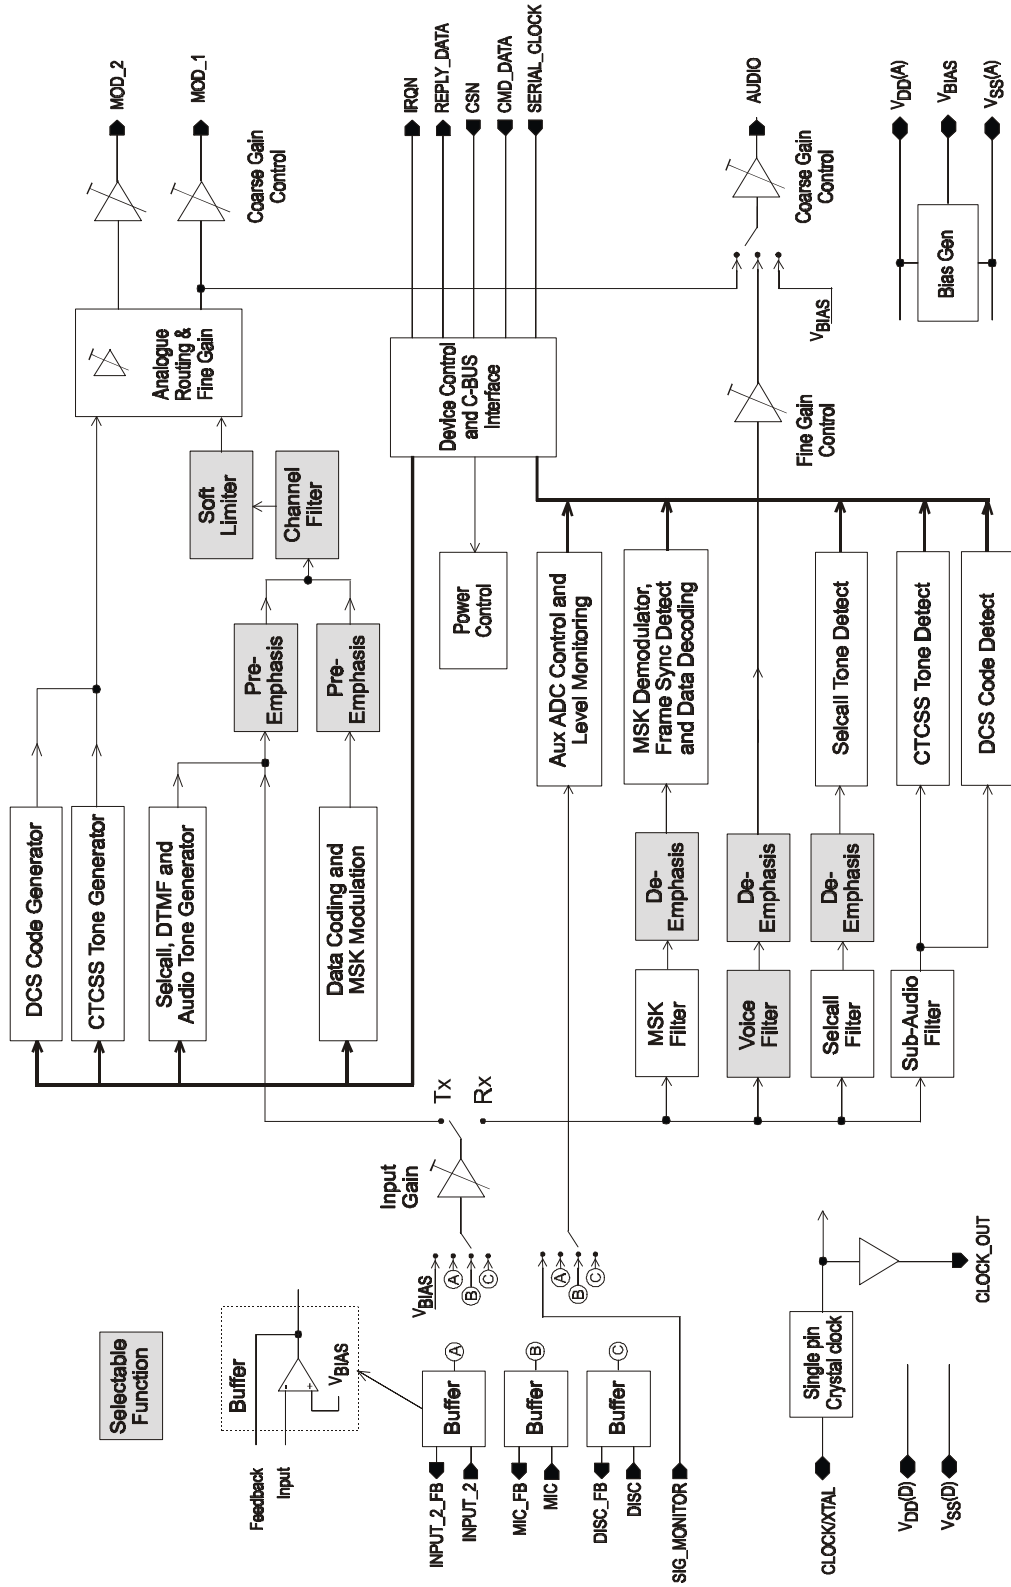 Selectable
Function
Buffer
Feedback
Input
-
+
VBIAS
INPUT_2_FB
INPUT_2
Buffer
A
MIC_FB
MIC
Buffer
B
DISC_FB
DISC
Buffer
C
SIG_MONITOR
VBIAS
A
B
C
A
B
C
Input
Gain
Tx
Rx
DCS Code Generator
CTCSS Tone Generator
Selcall, DTMF and
Audio Tone Generator
Data Coding and
MSK Modulation
Pre-
Emphasis
Pre-
Emphasis
Channel
Filter
Soft
Limiter
Analogue
Routing &
Fine Gain
MOD_2
MOD_1
Coarse Gain
Control
Power
Control
Device Control
and C-BUS
Interface
IRQN
REPLY_DATA
CSN
CMD_DATA
SERIAL_CLOCK
Aux ADC Control and
Level Monitoring
MSK
Filter
De-
Emphasis
MSK Demodulator,
Frame Sync Detect
and Data Decoding
Voice
Filter
De-
Emphasis
Fine Gain
Control
VBIAS
Coarse Gain
Control
AUDIO
Selcall
Filter
De-
Emphasis
Selcall Tone Detect
Sub-Audio
Filter
CTCSS Tone Detect
DCS Code Detect
CLOCK/XTAL
Single pin
Crystal clock
CLOCK_OUT
VDD(D)
VSS(D)
Bias Gen
VDD(A)
VBIAS
VSS(A)